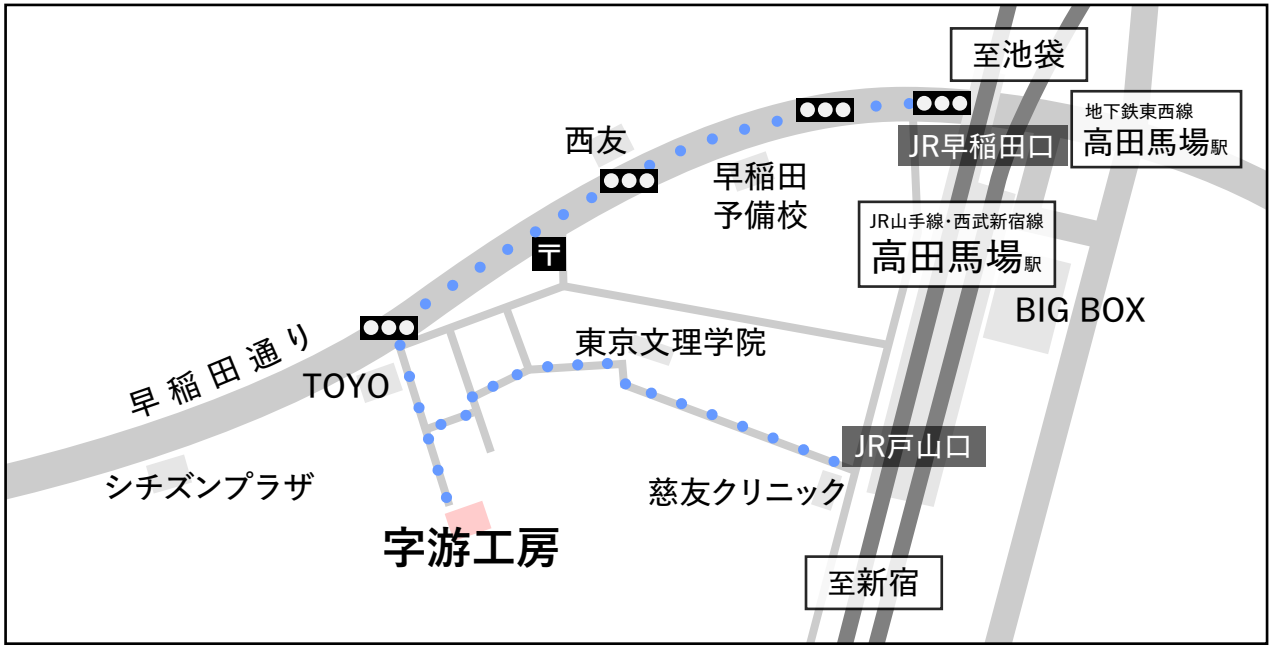 至池袋
地下鉄東西線
高田馬場駅
JR早稲田口
西友
早稲田
予備校
JR山手線・西武新宿線
高田馬場駅
〒
BIG BOX
東京文理学院
早稲田通り
TOYO
JR戸山口
シチズンプラザ
慈友クリニック
字游工房
至新宿